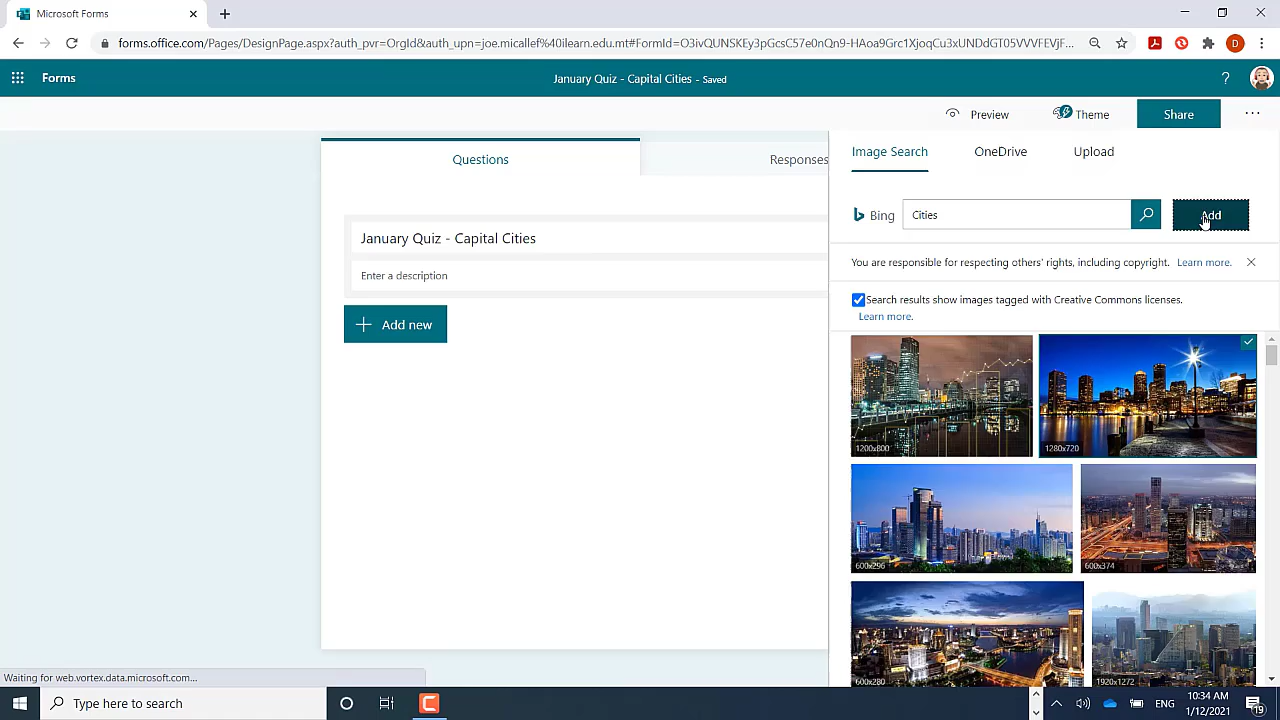 Microsoft Forms
forms.office.com/Pages/DesignPage.aspx?auth_pvr=OrgId&auth_upn=joe.micallef%40ilearn.edu.mt#FormId=O3ivQUNSKEy3pGcsC57e0nQn9-HAoa9Grc1XjoqCu3xUNDdGT05VVVFEVjF...
D
Forms
January Quiz - Capital Cities - Saved
?
Preview
Theme
Share
Questions
Responses
Image Search
OneDrive
Upload
Bing
Cities
Add
January Quiz - Capital Cities
Enter a description
Add new
You are responsible for respecting others' rights, including copyright. Learn more.
Search results show images tagged with Creative Commons licenses.
Learn more.
1200x800
1280x720
600x296
600x374
600x280
1920x1272
Waiting for web.vortex.data.microsoft.com...
Type here to search
ENG
10:34 AM
1/12/2021
19